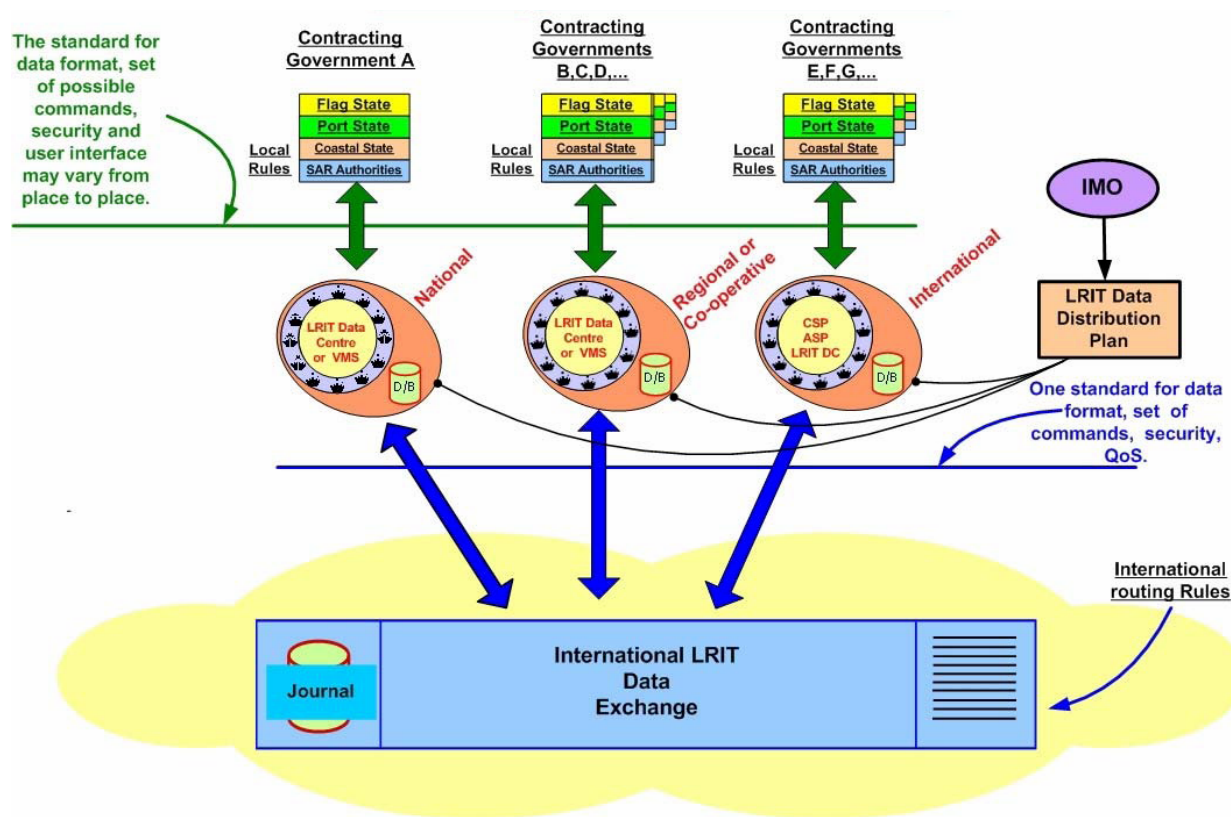 The standard for
data format, set
of possible
commands,
security and
user interface
may vary from
place to place.
Contracting
Government A
Flag State
Port State
Coastal State
SAR Authorities
Local
Rules
Contracting
Governments
B,C,D,...
Flag State
Port State
Coastal State
SAR Authorities
Local
Rules
Contracting
Governments
E,F,G,...
Flag State
Port State
Coastal State
SAR Authorities
Local
Rules
IMO
LRIT Data
Distribution
Plan
National
LRIT Data
Centre
or VMS
D/B
Regional or
Co-operative
LRIT Data
Centre
or VMS
D/B
International
CSP
ASP
LRIT DC
D/B
One standard for data
format, set of
commands, security,
QoS.
-
International
routing Rules
Journal
International LRIT
Data
Exchange